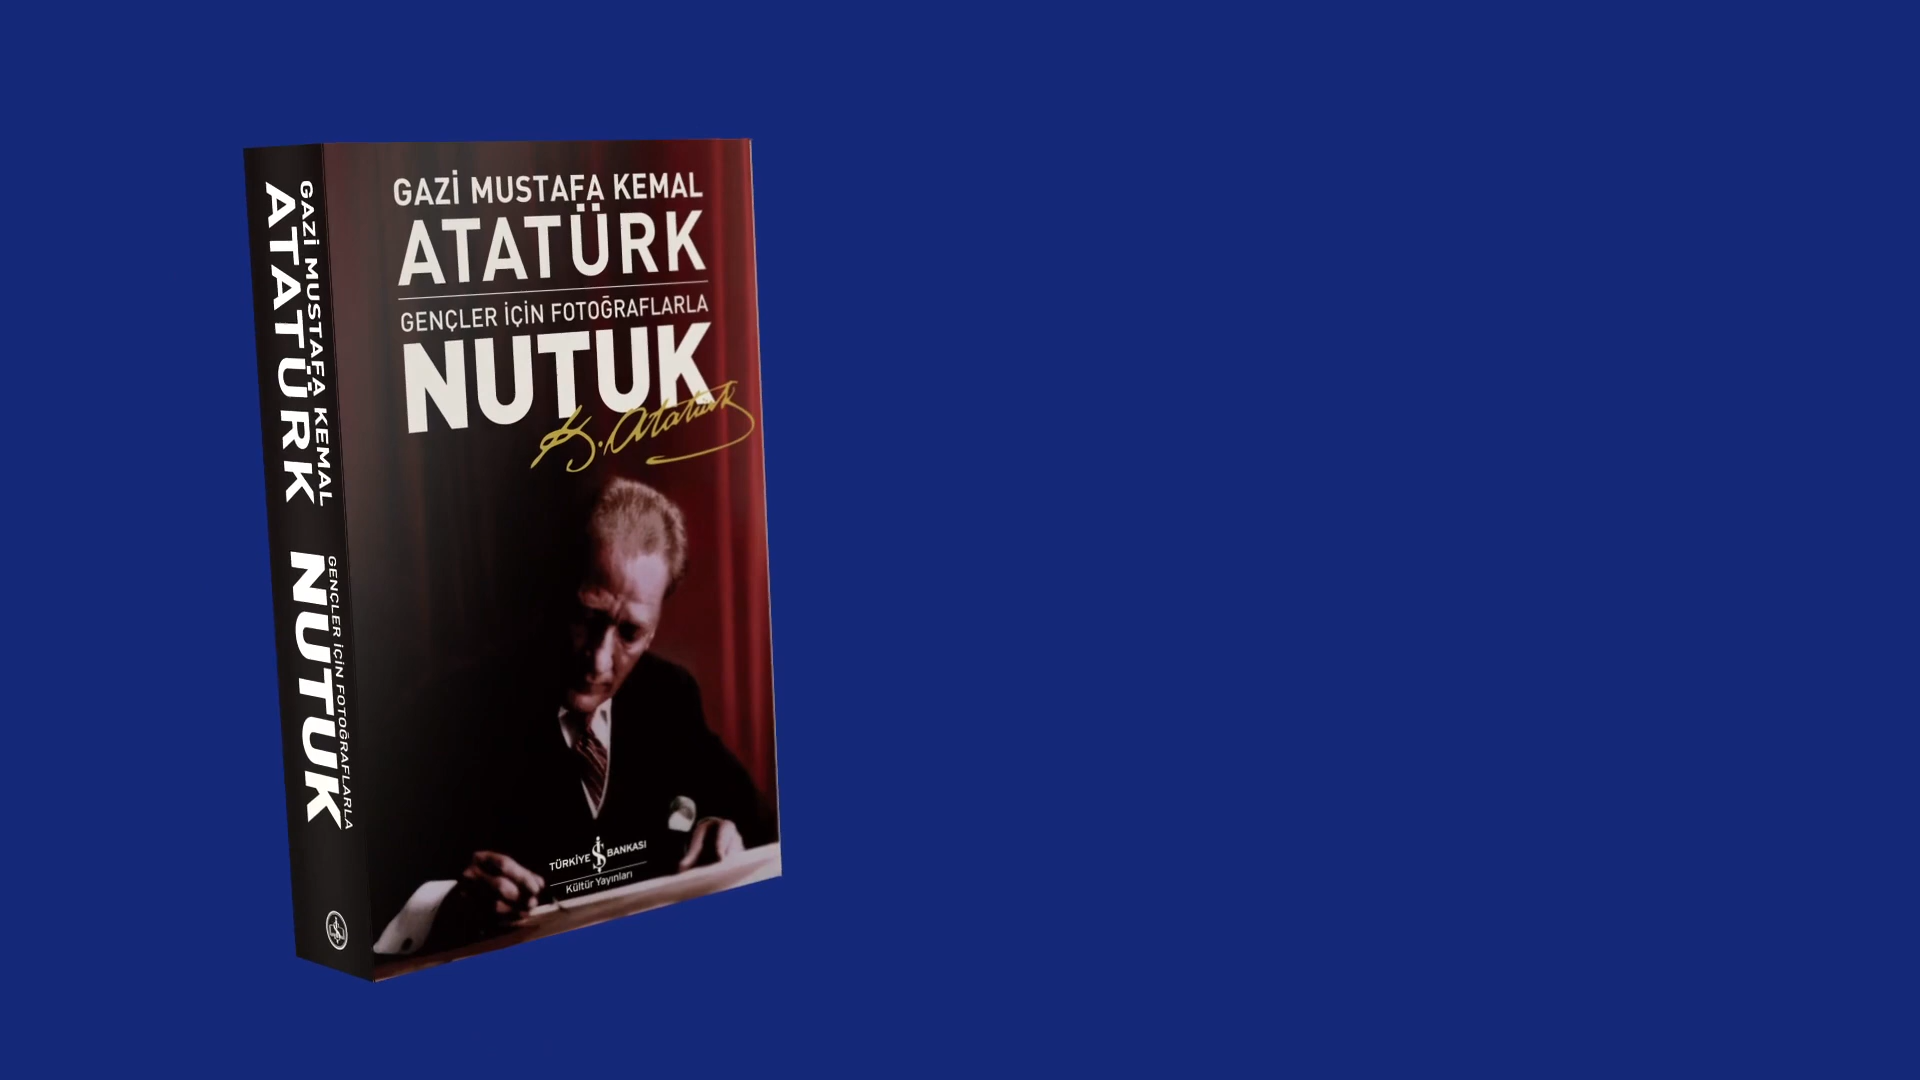 GAZİ MUSTAFA KEMAL
ATATÜRK
GENÇLER İÇİN FOTOĞRAFLARLA
NUTUK
K. Atatürk
TÜRKİYE İŞ BANKASI
Kültür Yayınları
GAZİ MUSTAFA KEMAL
ATATÜRK
GENÇLER İÇİN FOTOĞRAFLARLA
NUTUK